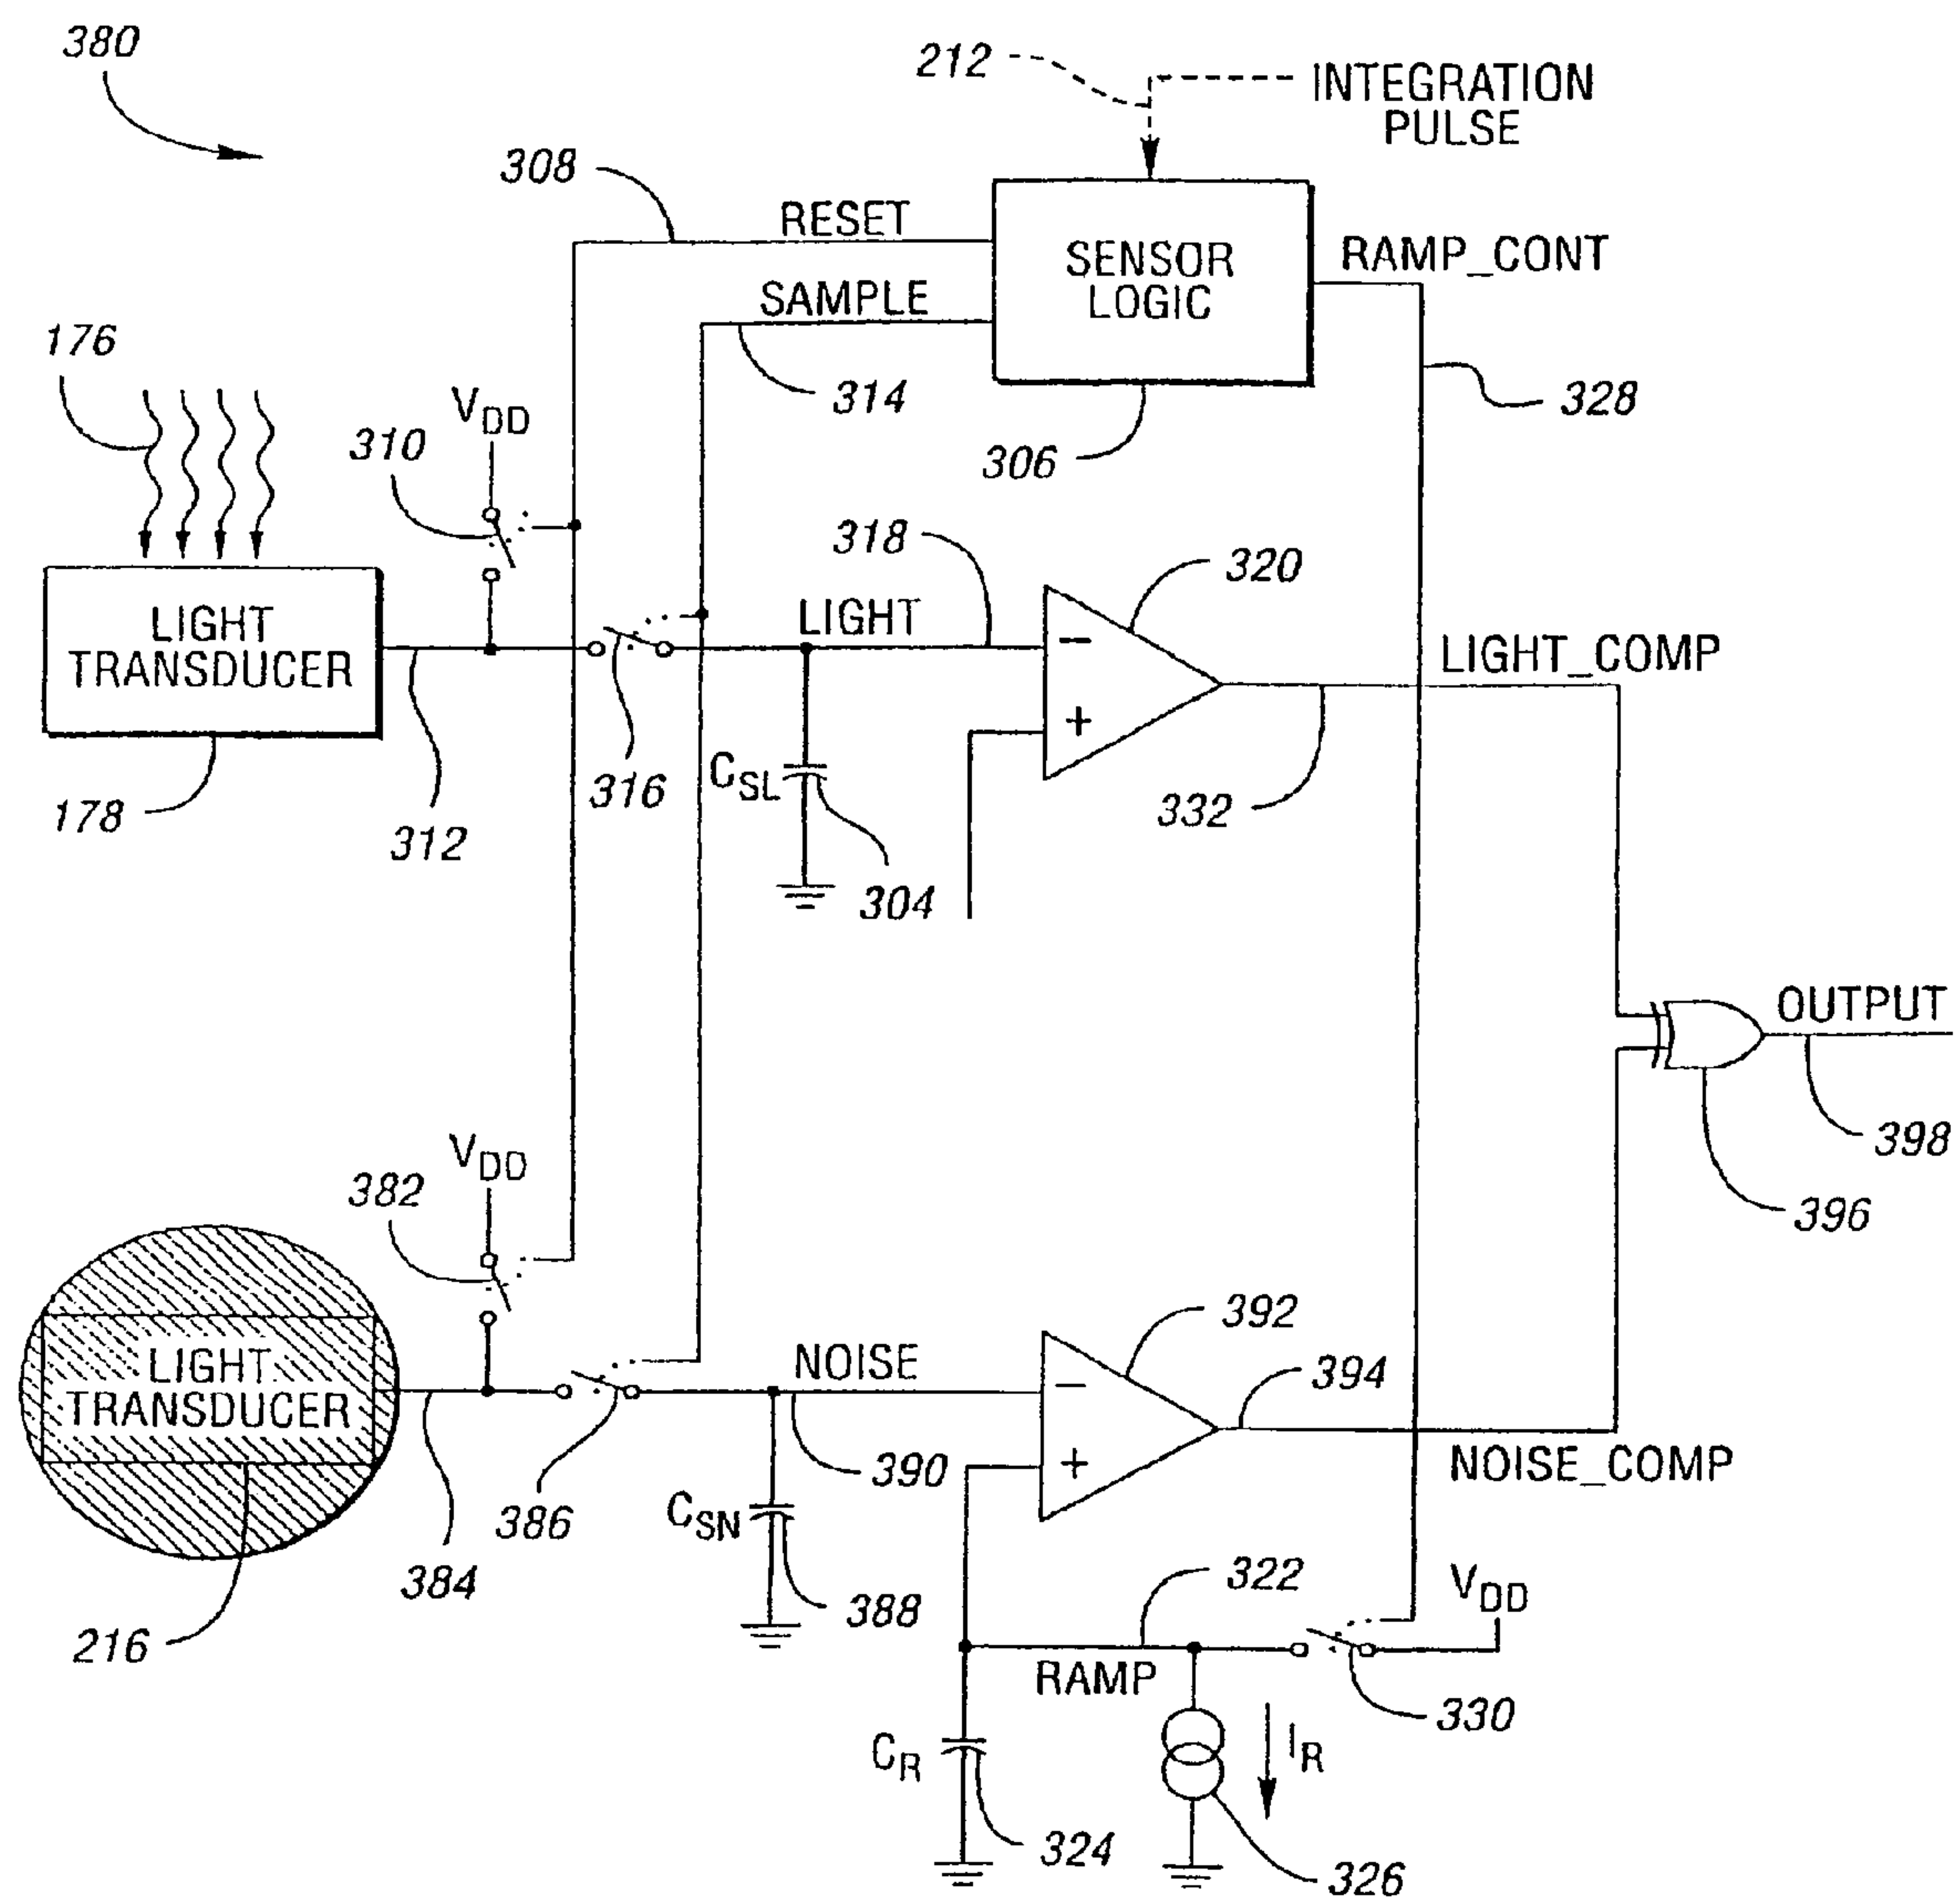 380
212
INTEGRATION
PULSE
308
RESET
SENSOR
LOGIC
RAMP_CONT
SAMPLE
176
314
328
VDD
310
306
318
320
LIGHT
TRANSDUCER
LIGHT
−
+
LIGHT_COMP
178
312
316
CSL
304
332
OUTPUT
398
396
VDD
382
LIGHT
TRANSDUCER
NOISE
392
394
−
+
390
NOISE_COMP
386
CSN
384
388
216
322
VDD
RAMP
330
CR
IR
324
326